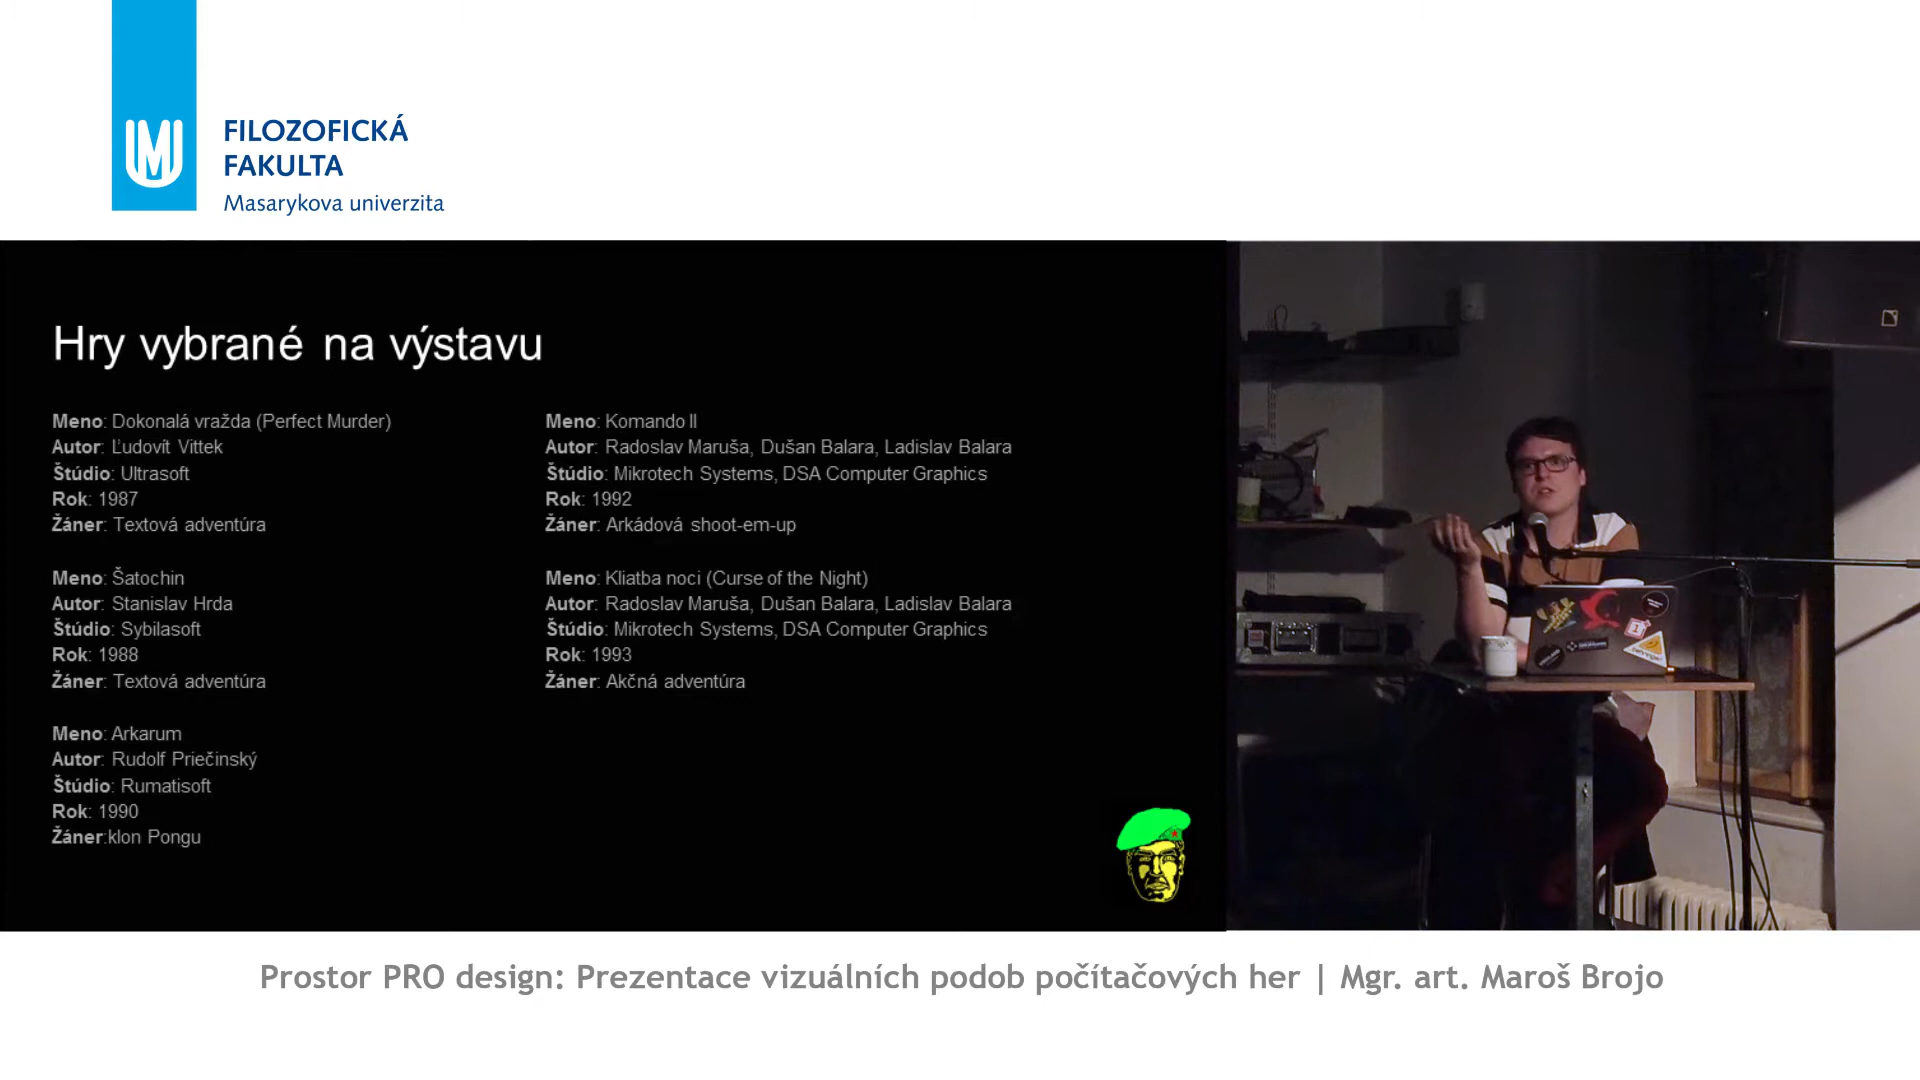 FILOZOFICKÁ
FAKULTA
Masarykova univerzita
Hry vybrané na výstavu
Meno: Dokonalá vražda (Perfect Murder)
Autor: Ľudovít Vittek
Štúdio: Ultrasoft
Rok: 1987
Žáner: Textová adventúra
Meno: Šatochin
Autor: Stanislav Hrda
Štúdio: Sybilasoft
Rok: 1988
Žáner: Textová adventúra
Meno: Arkarum
Autor: Rudolf Priečinský
Štúdio: Rumatisoft
Rok: 1990
Žáner:klon Pongu
Meno: Komando II
Autor: Radoslav Maruša, Dušan Balara, Ladislav Balara
Štúdio: Mikrotech Systems, DSA Computer Graphics
Rok: 1992
Žáner: Arkádová shoot-em-up
Meno: Kliatba noci (Curse of the Night)
Autor: Radoslav Maruša, Dušan Balara, Ladislav Balara
Štúdio: Mikrotech Systems, DSA Computer Graphics
Rok: 1993
Žáner: Akčná adventúra
Prostor PRO design: Prezentace vizuálních podob počítačových her | Mgr. art. Maroš Brojo